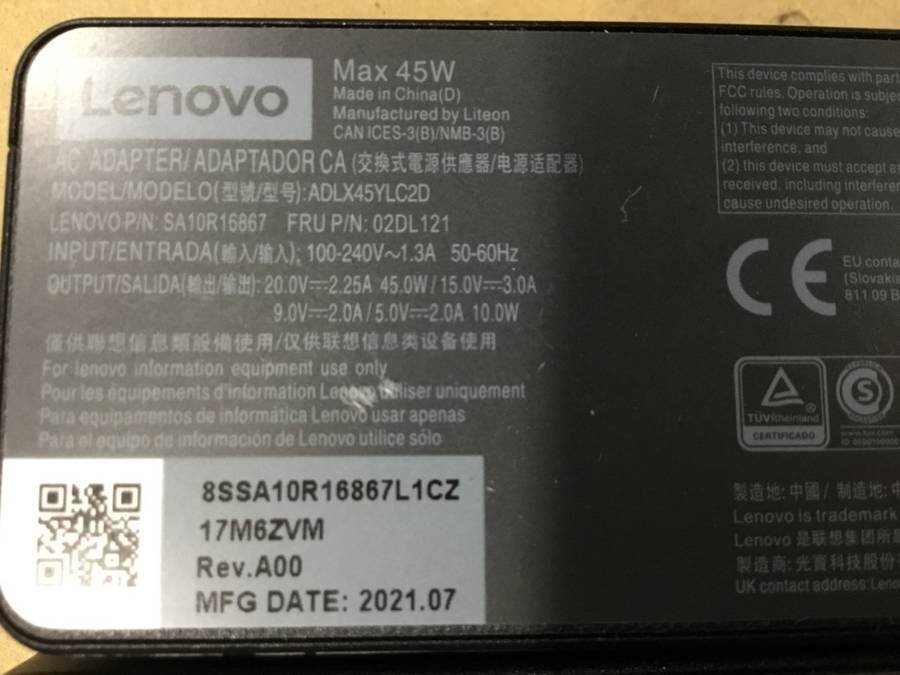 Lenovo
Max 45W
Made in China(D)
Manufactured by Liteon
CAN ICES-3(B)/NMB-3(B)
AC ADAPTER/ ADAPTADOR CA (交換式電源供應器/电源适配器)
MODEL/MODELO(型號/型号): ADLX45YLC2D
LENOVO P/N: SA10R16867 FRU P/N: 02DL121
INPUT/ENTRADA(輸入/输入): 100-240V~1.3A 50-60Hz
OUTPUT/SALIDA(輸出/输出): 20.0V⎓2.25A 45.0W / 15.0V⎓3.0A
9.0V⎓2.0A / 5.0V⎓2.0A 10.0W
僅供聯想信息類設備使用/仅供联想信息类设备使用
For lenovo information equipment use only
Pour les équipements d'information Lenovo utiliser uniquement
Para equipamentos de informática Lenovo usar apenas
Para el equipo de información de Lenovo utilice sólo
8SSA10R16867L1CZ
17M6ZVM
Rev.A00
MFG DATE: 2021.07
This device complies with part
FCC rules. Operation is subje
following two conditions:
(1) This device may not cause
interference, and
(2) this device must accept a
received, including interferen
cause undesired operation.
CE
EU conta
(Slovakia
811 09 B
TÜVRheinland
CERTIFICADO
S
製造地: 中國 / 制造地: 中
Lenovo is trademark
Lenovo 是联想集团所
製造商: 光寶科技股份
UK contact address: Leno